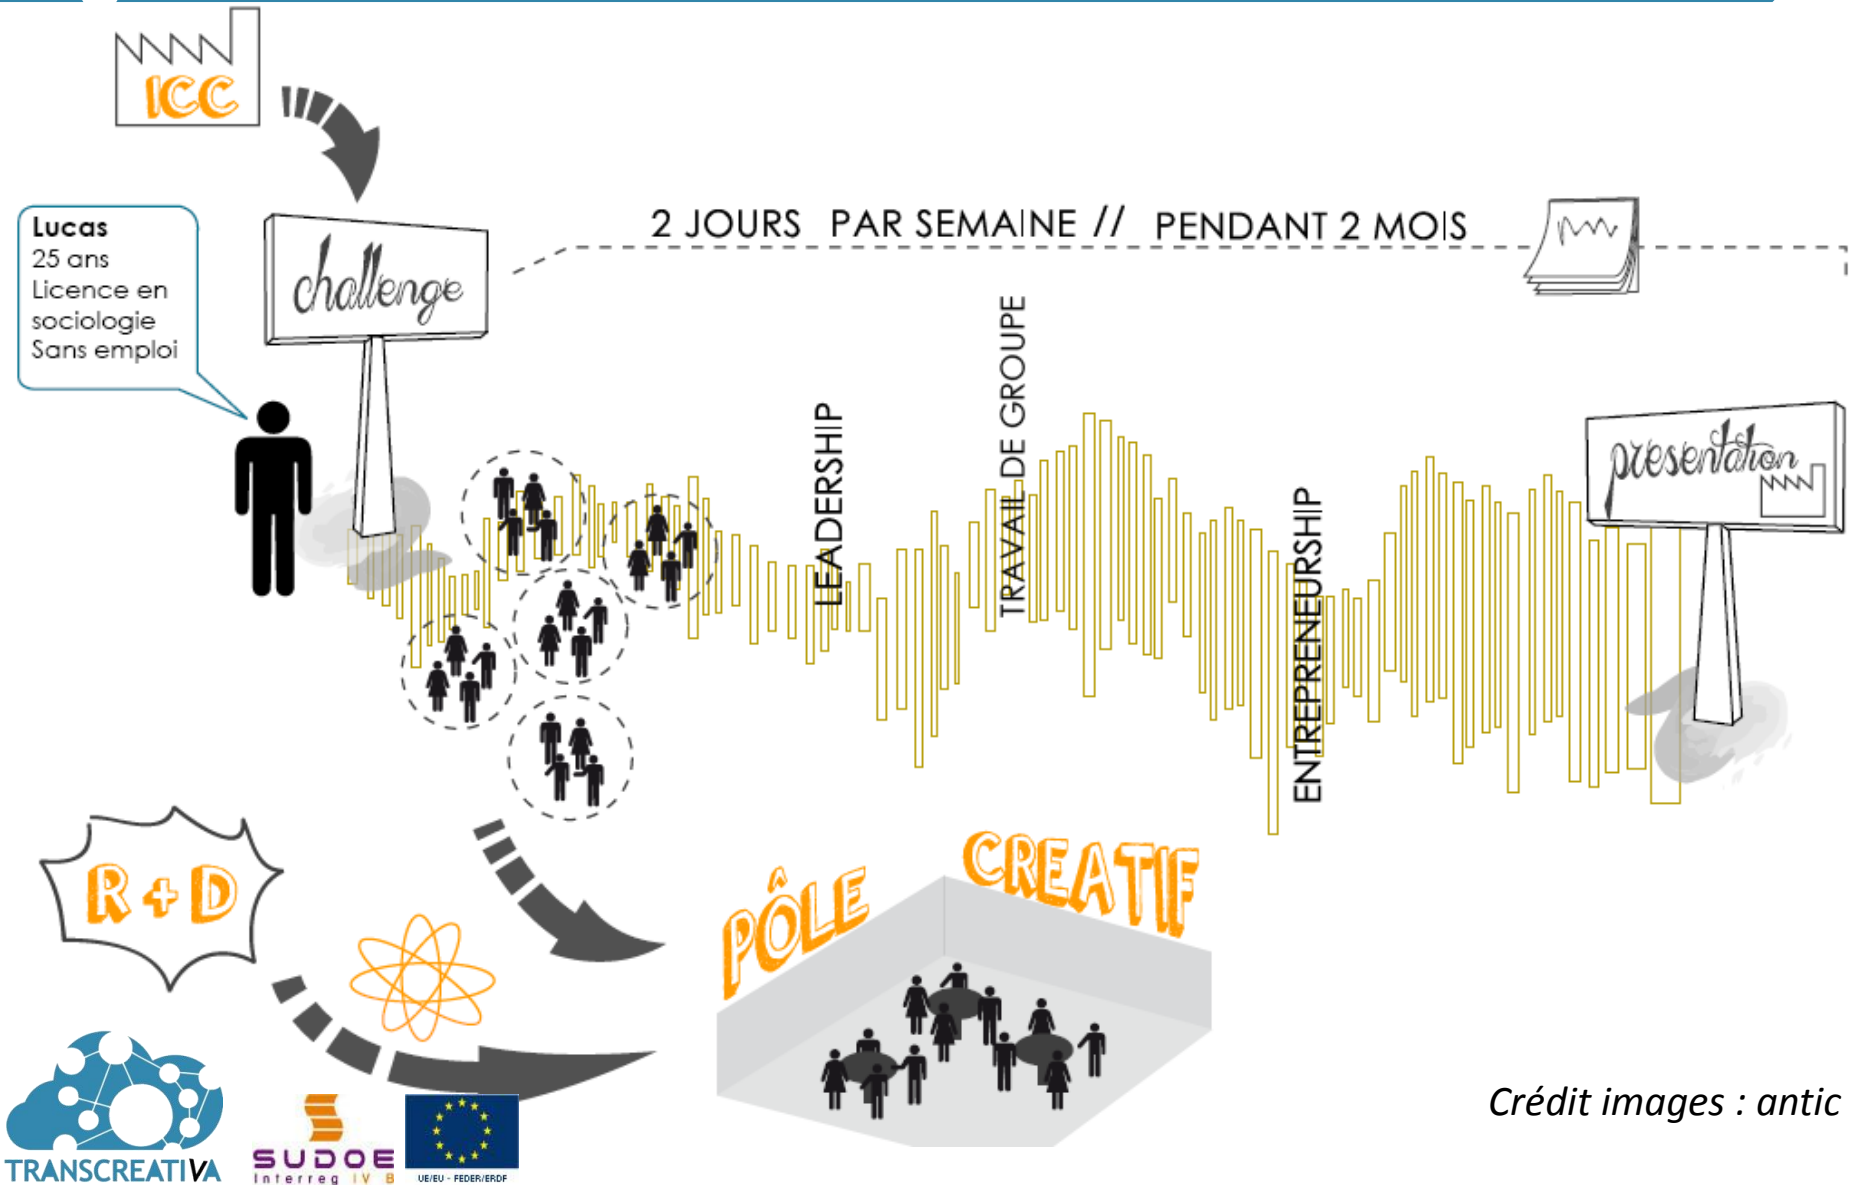 ICC
Lucas
25 ans
Licence en
sociologie
Sans emploi
challenge
2 JOURS PAR SEMAINE // PENDANT 2 MOIS
LEADERSHIP
TRAVAIL DE GROUPE
ENTREPRENEURSHIP
presentation
R + D
PÔLE CREATIF
TRANSCREATIVA
SUDOE
Interreg IV B
UE/EU - FEDER/ERDF
Crédit images : antic